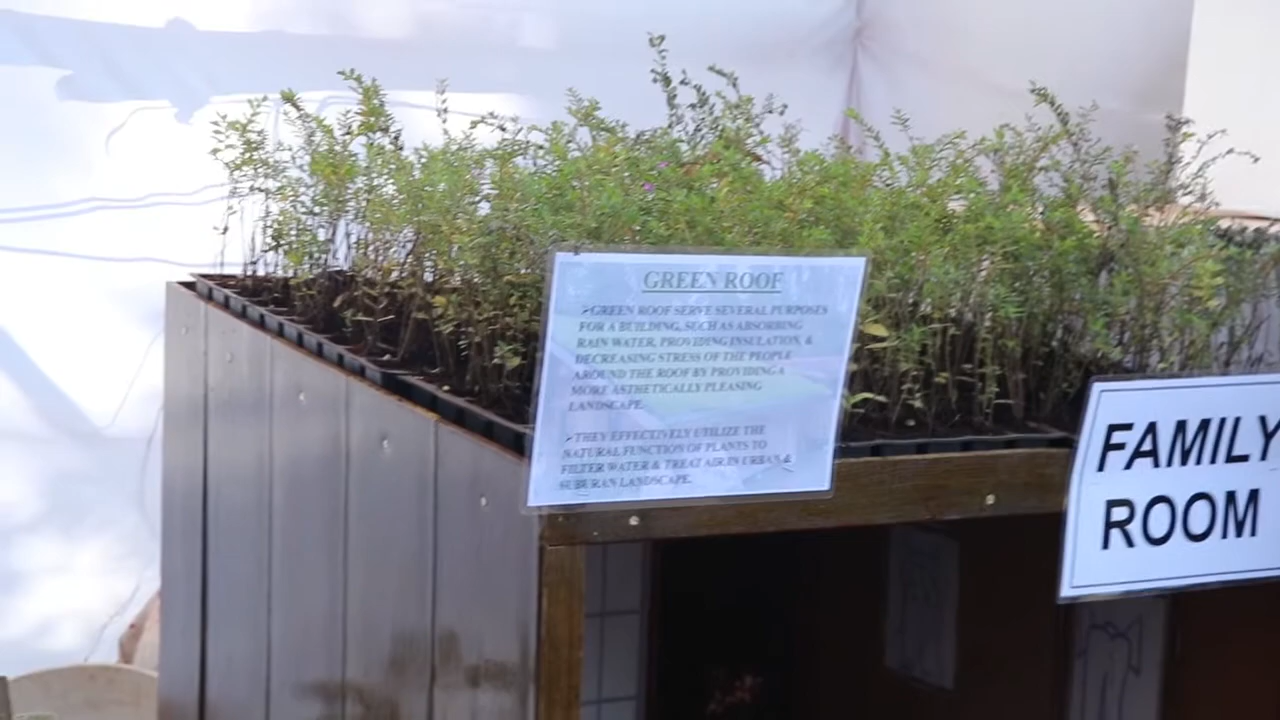 GREEN ROOF
➢GREEN ROOF SERVE SEVERAL PURPOSES
FOR A BUILDING, SUCH AS ABSORBING
RAIN WATER, PROVIDING INSULATION, &
DECREASING STRESS OF THE PEOPLE
AROUND THE ROOF BY PROVIDING A
MORE ASTHETICALLY PLEASING
LANDSCAPE.
➢THEY EFFECTIVELY UTILIZE THE
NATURAL FUNCTION OF PLANTS TO
FILTER WATER & TREAT AIR IN URBAN &
SUBURAN LANDSCAPE.
FAMILY
ROOM